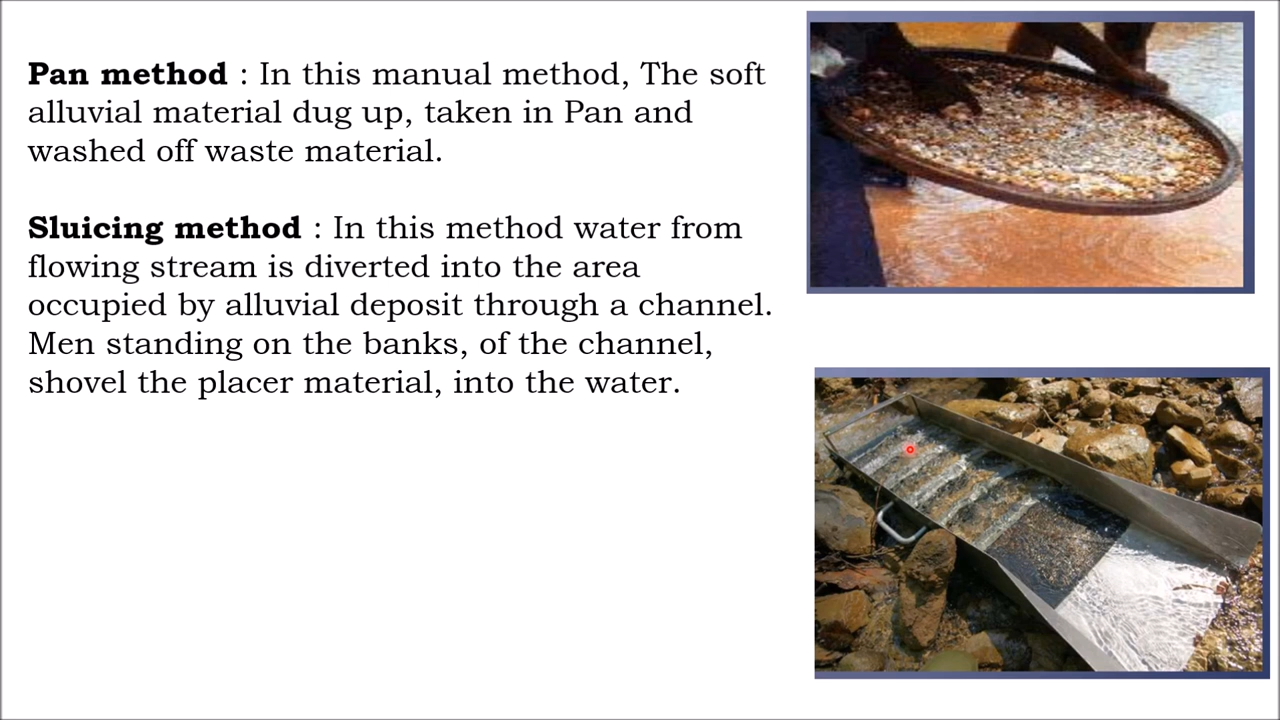 Pan method : In this manual method, The soft
alluvial material dug up, taken in Pan and
washed off waste material.
Sluicing method : In this method water from
flowing stream is diverted into the area
occupied by alluvial deposit through a channel.
Men standing on the banks, of the channel,
shovel the placer material, into the water.